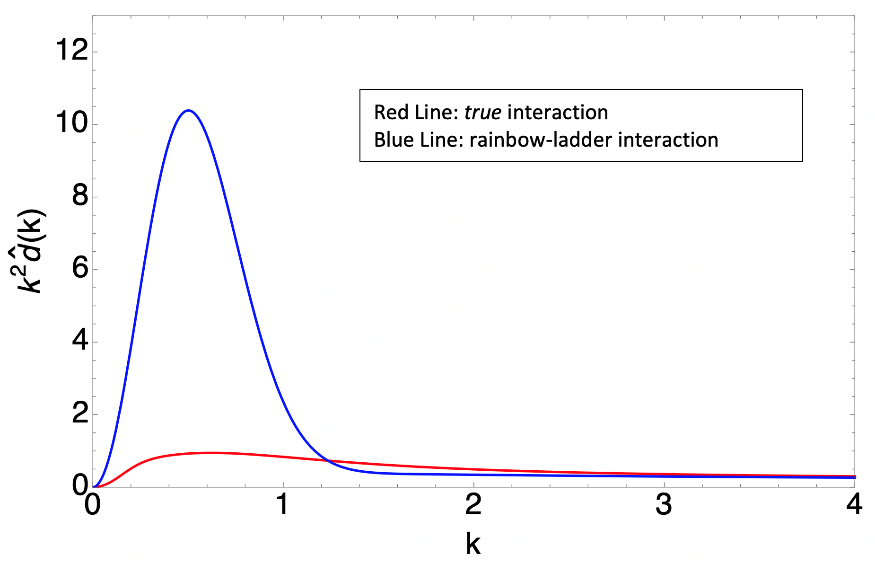 12
10
8
6
4
2
0
k² d̂(k)
Red Line: true interaction
Blue Line: rainbow-ladder interaction
0 1 2 3 4
k